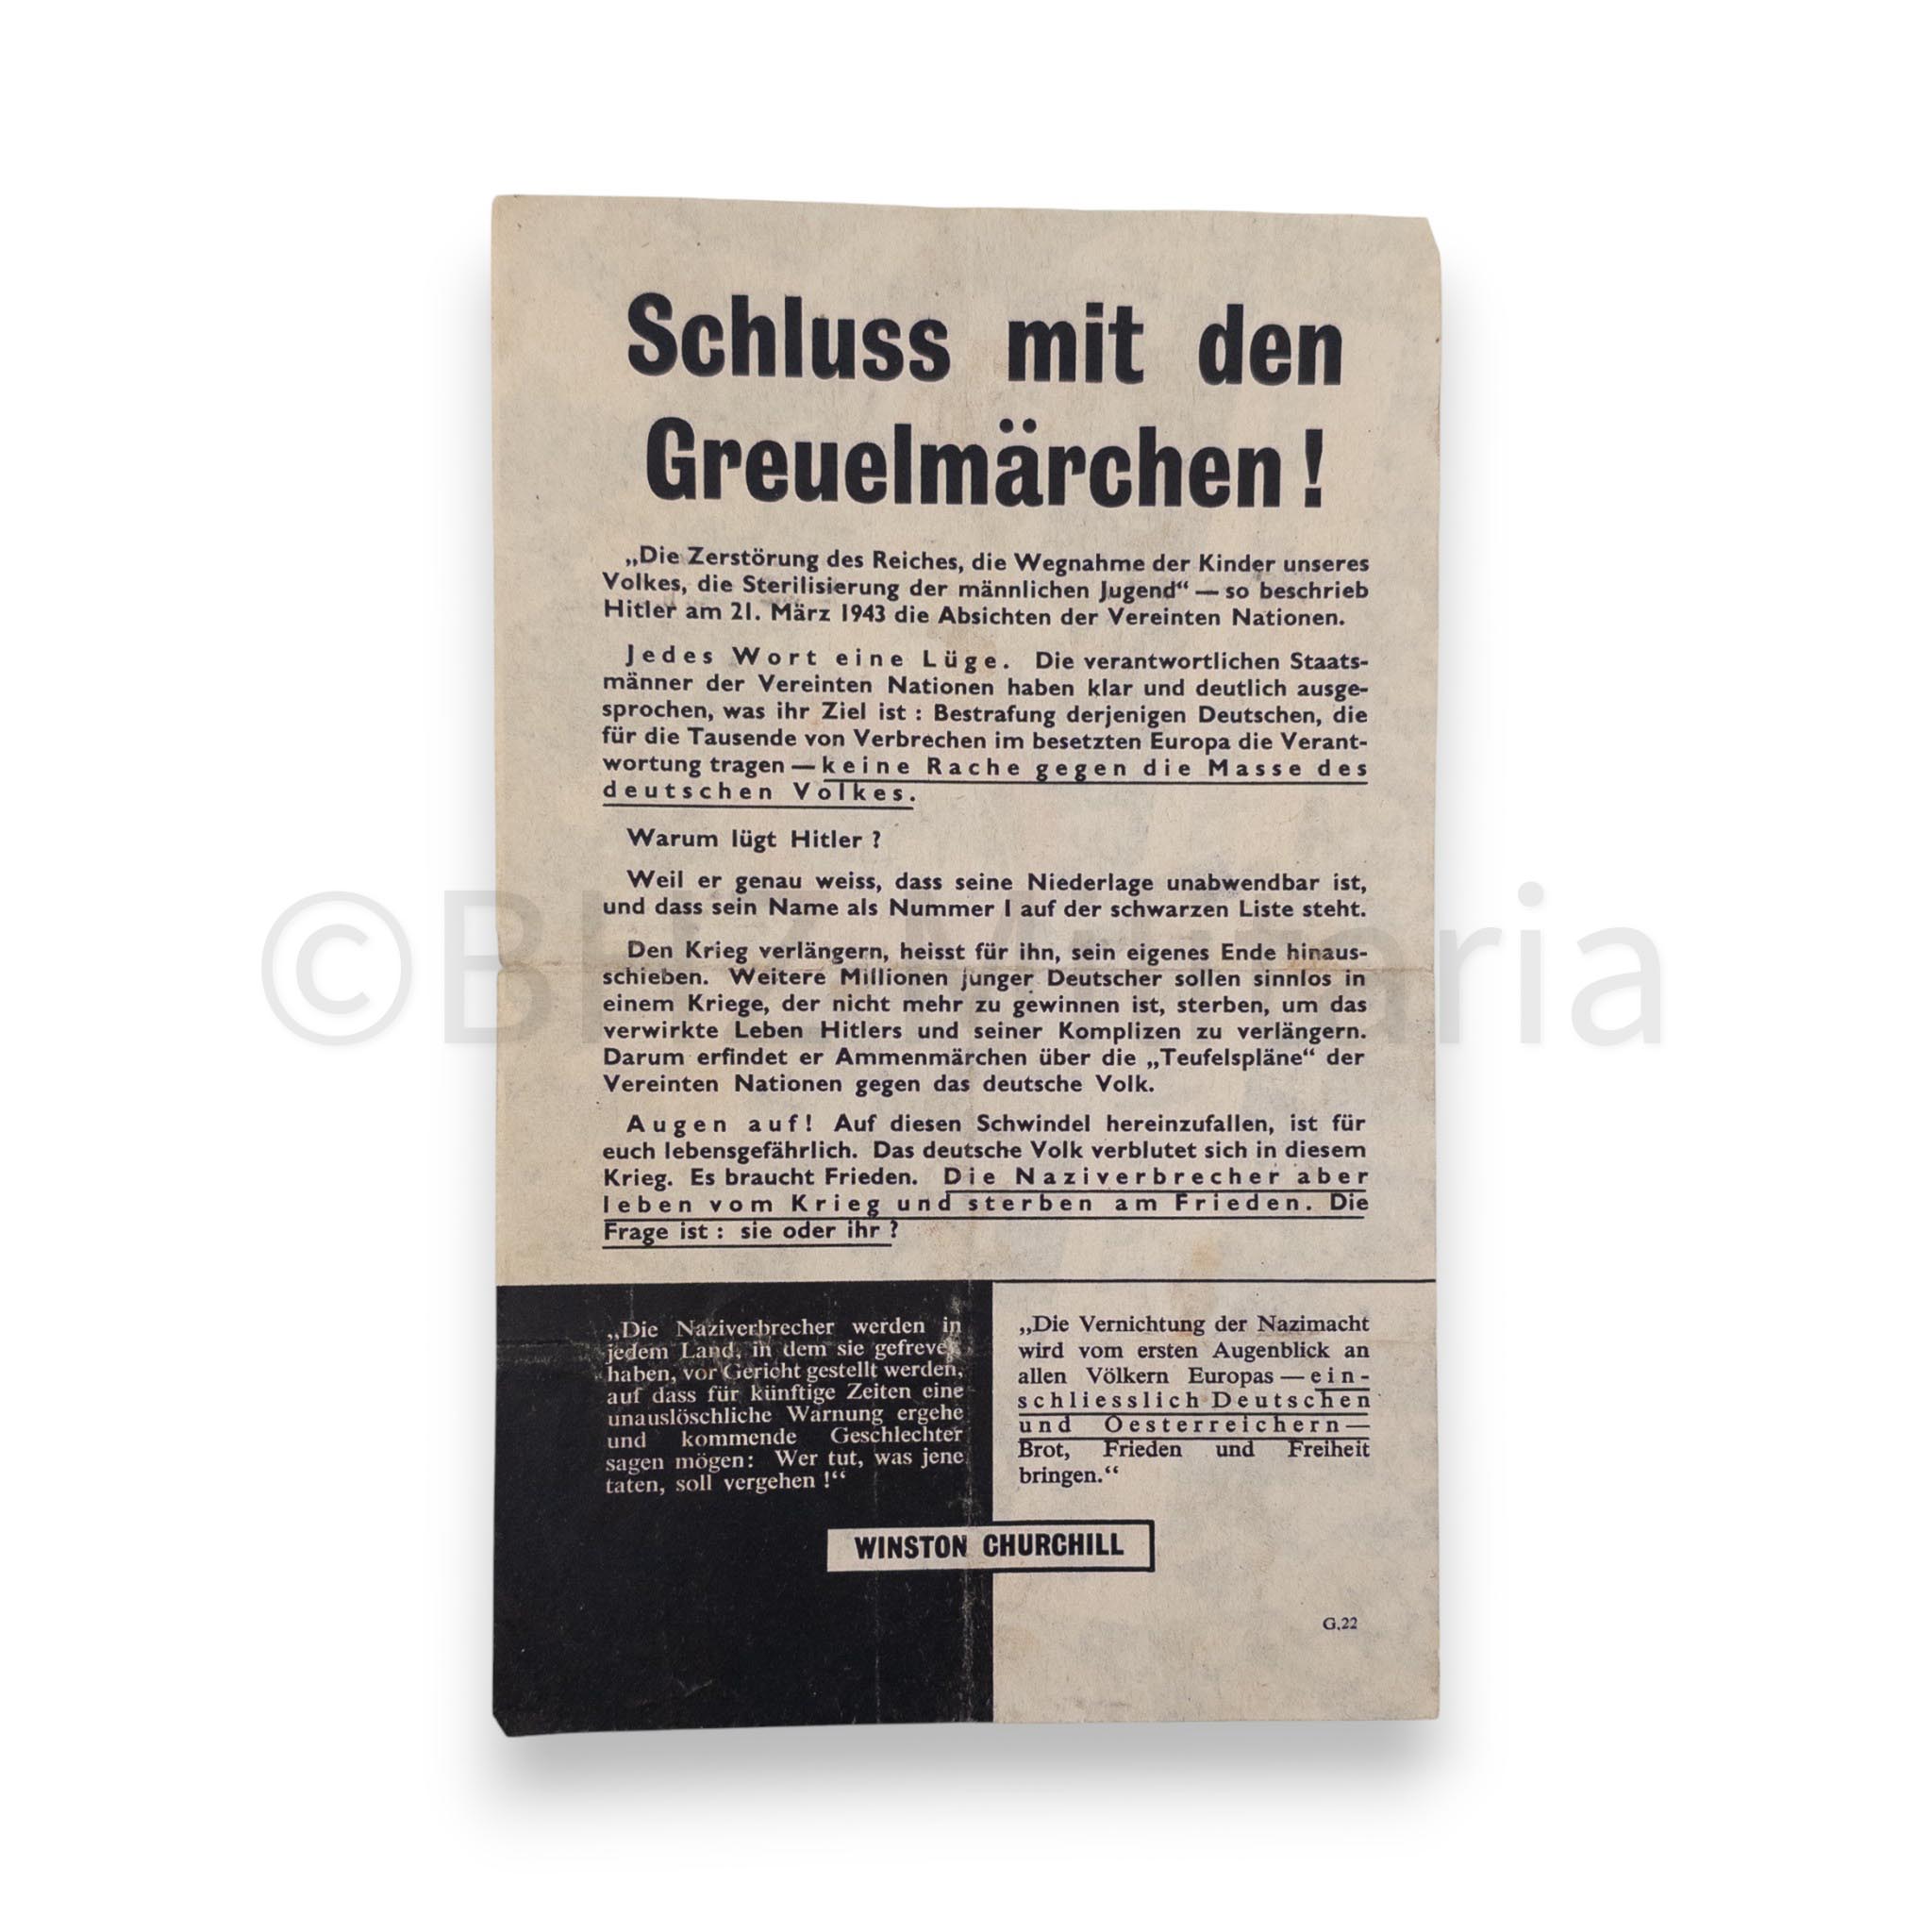 Schluss mit den
Greuelmärchen!
„Die Zerstörung des Reiches, die Wegnahme der Kinder unseres
Volkes, die Sterilisierung der männlichen Jugend“ — so beschrieb
Hitler am 21. März 1943 die Absichten der Vereinten Nationen.
Jedes Wort eine Lüge. Die verantwortlichen Staats-
männer der Vereinten Nationen haben klar und deutlich ausge-
sprochen, was ihr Ziel ist : Bestrafung derjenigen Deutschen, die
für die Tausende von Verbrechen im besetzten Europa die Verant-
wortung tragen — keine Rache gegen die Masse des
deutschen Volkes.
Warum lügt Hitler ?
Weil er genau weiss, dass seine Niederlage unabwendbar ist,
und dass sein Name als Nummer 1 auf der schwarzen Liste steht.
Den Krieg verlängern, heisst für ihn, sein eigenes Ende hinaus-
schieben. Weitere Millionen junger Deutscher sollen sinnlos in
einem Kriege, der nicht mehr zu gewinnen ist, sterben, um das
verwirkte Leben Hitlers und seiner Komplizen zu verlängern.
Darum erfindet er Ammenmärchen über die „Teufelspläne“ der
Vereinten Nationen gegen das deutsche Volk.
Augen auf! Auf diesen Schwindel hereinzufallen, ist für
euch lebensgefährlich. Das deutsche Volk verblutet sich in diesem
Krieg. Es braucht Frieden. Die Naziverbrecher aber
leben vom Krieg und sterben am Frieden. Die
Frage ist : sie oder ihr ?
„Die Naziverbrecher werden in
jedem Land, in dem sie gefrevelt
haben, vor Gericht gestellt werden,
auf dass für künftige Zeiten eine
unauslöschliche Warnung ergehe
und kommende Geschlechter
sagen mögen: Wer tut, was jene
taten, soll vergehen !“
„Die Vernichtung der Nazimacht
wird vom ersten Augenblick an
allen Völkern Europas — ein-
schliesslich Deutschen
und Oesterreichern —
Brot, Frieden und Freiheit
bringen.“
WINSTON CHURCHILL
G.22